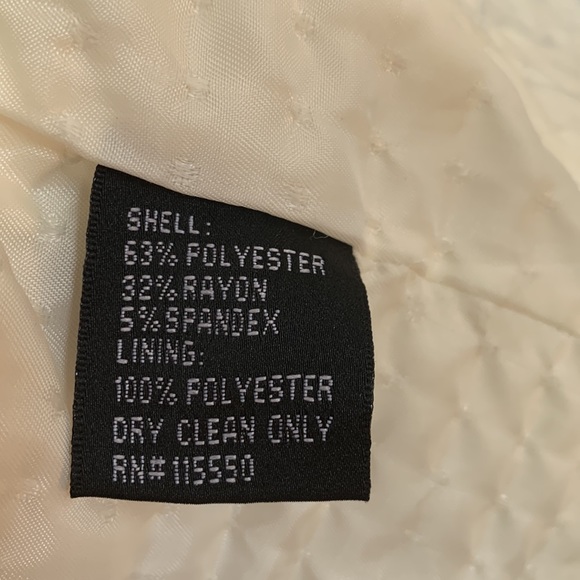 SHELL:
63% POLYESTER
32% RAYON
5% SPANDEX
LINING:
100% POLYESTER
DRY CLEAN ONLY
RN# 115550